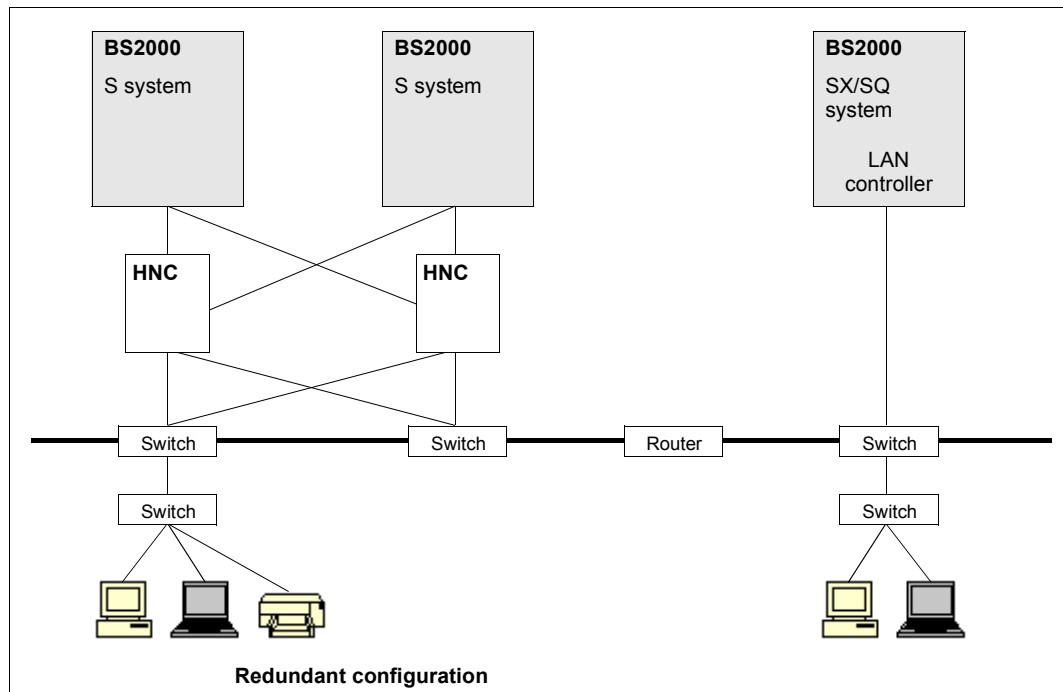 BS2000
S system
BS2000
S system
BS2000
SX/SQ
system
LAN
controller
HNC
HNC
Switch
Switch
Router
Switch
Switch
Switch
Redundant configuration